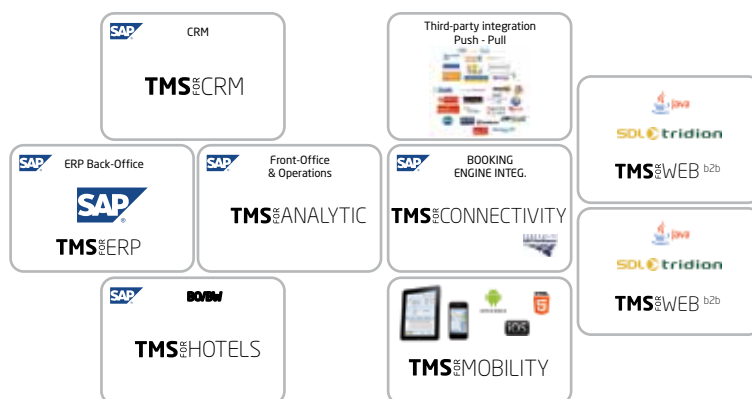 SAP
CRM
TMS FOR CRM
Third-party integration
Push - Pull
Java
SDL tridion
TMS FOR WEB b2b
SAP
ERP Back-Office
SAP
TMS FOR ERP
SAP
Front-Office
& Operations
TMS FOR ANALYTIC
SAP
BOOKING
ENGINE INTEG.
TMS FOR CONNECTIVITY
Java
SDL tridion
TMS FOR WEB b2b
SAP
BO/BW
TMS FOR HOTELS
HTML
5
iOS
TMS FOR MOBILITY